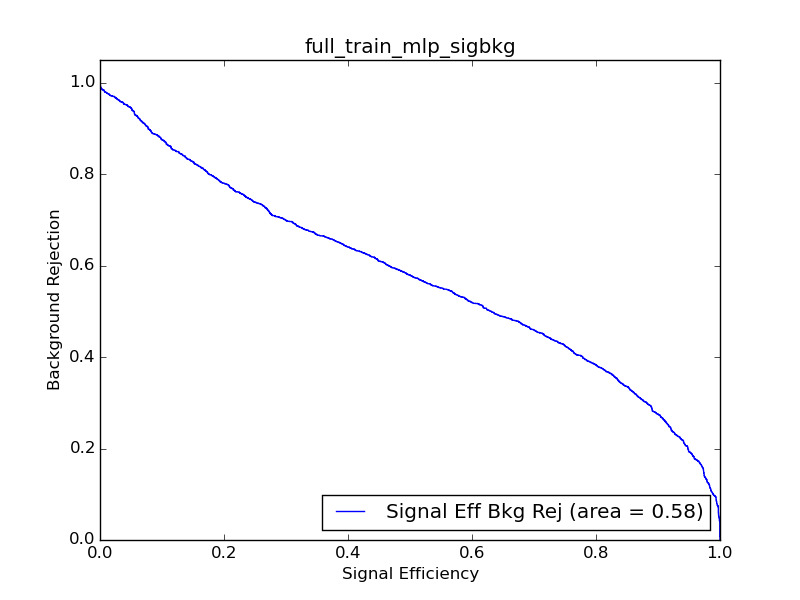 full_train_mlp_sigbkg
1.0
0.8
0.6
0.4
0.2
0.0
Background Rejection
Signal Eff Bkg Rej (area = 0.58)
0.0 0.2 0.4 0.6 0.8 1.0
Signal Efficiency